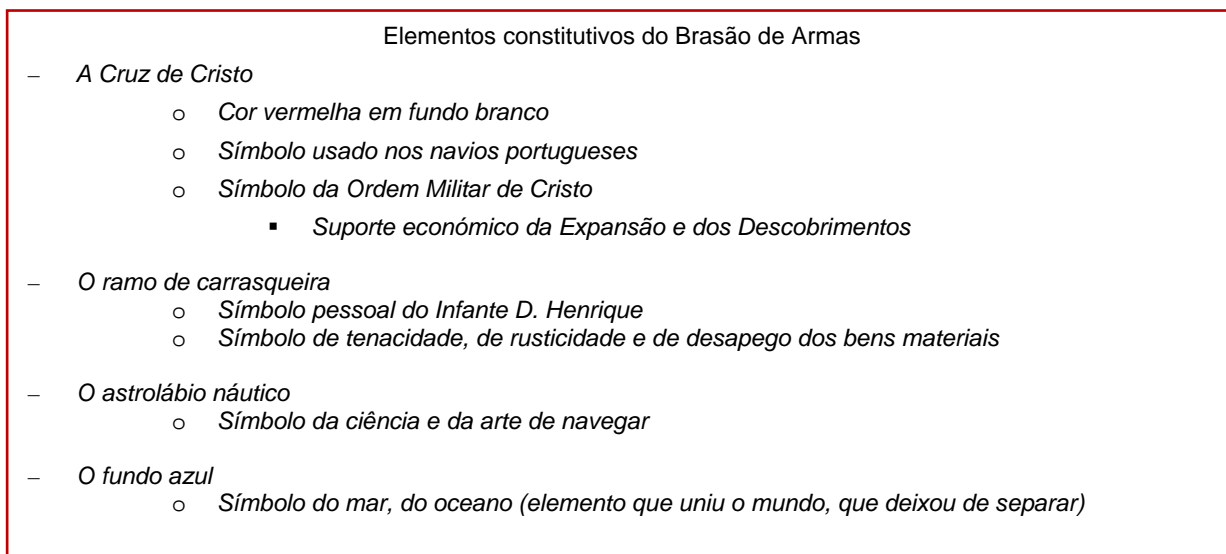 Elementos constitutivos do Brasão de Armas
– A Cruz de Cristo
o Cor vermelha em fundo branco
o Símbolo usado nos navios portugueses
o Símbolo da Ordem Militar de Cristo
▪ Suporte económico da Expansão e dos Descobrimentos
– O ramo de carrasqueira
o Símbolo pessoal do Infante D. Henrique
o Símbolo de tenacidade, de rusticidade e de desapego dos bens materiais
– O astrolábio náutico
o Símbolo da ciência e da arte de navegar
– O fundo azul
o Símbolo do mar, do oceano (elemento que uniu o mundo, que deixou de separar)